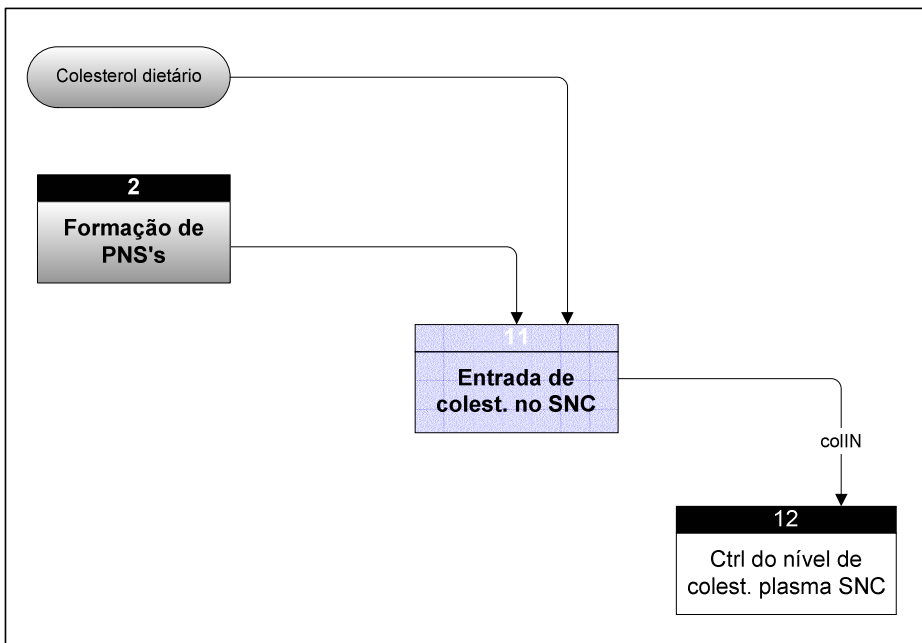 Colesterol dietário
2
Formação de
PNS's
11
Entrada de
colest. no SNC
colIN
12
Ctrl do nível de
colest. plasma SNC